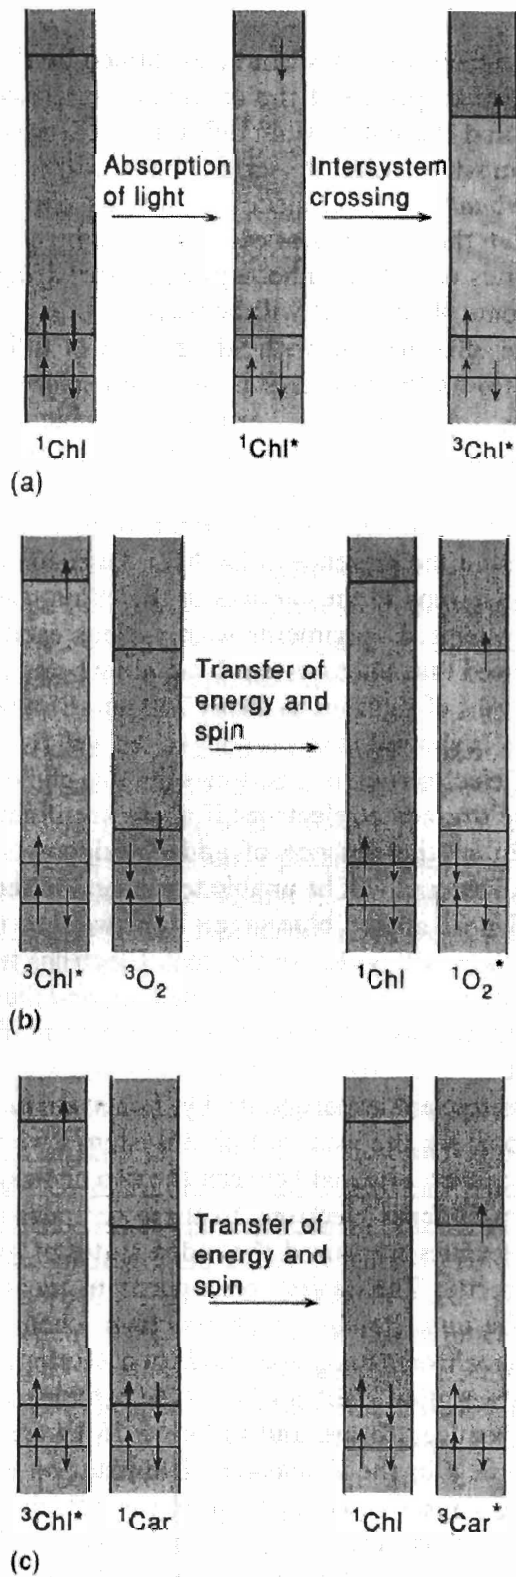 Absorption
of light
Intersystem
crossing
¹Chl
¹Chl*
³Chl*
(a)
Transfer of
energy and
spin
³Chl*
³O₂
¹Chl
¹O₂*
(b)
Transfer of
energy and
spin
³Chl*
¹Car
¹Chl
³Car*
(c)